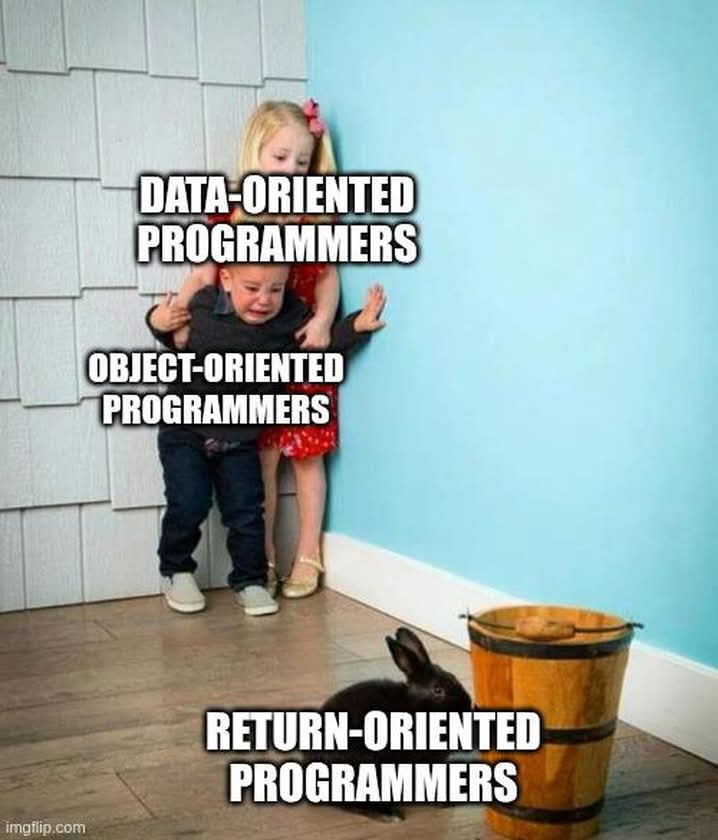 DATA-ORIENTED
PROGRAMMERS
OBJECT-ORIENTED
PROGRAMMERS
RETURN-ORIENTED
PROGRAMMERS
imgflip.com